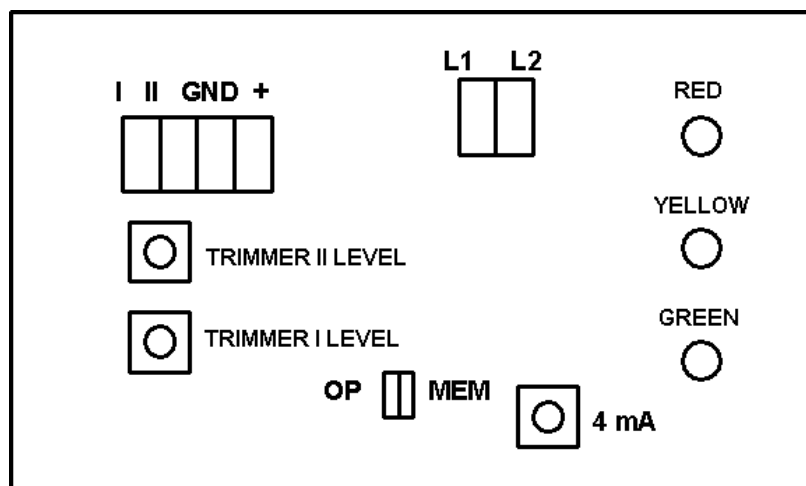 L1 L2
I II GND +
RED
YELLOW
TRIMMER II LEVEL
GREEN
TRIMMER I LEVEL
OP MEM
4 mA